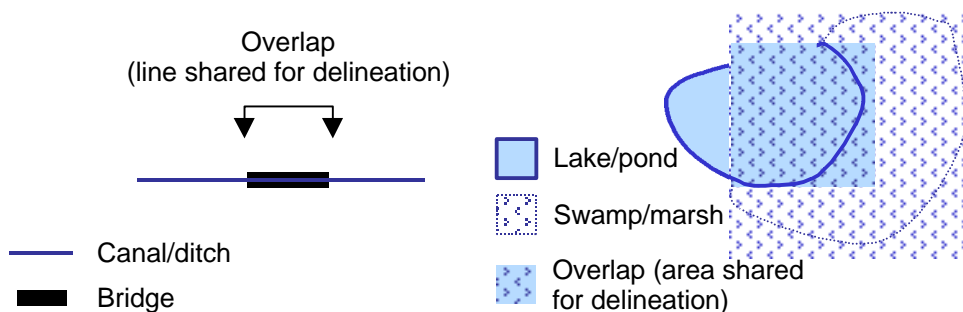 Overlap
(line shared for delineation)
Canal/ditch
Bridge
Lake/pond
Swamp/marsh
Overlap (area shared
for delineation)